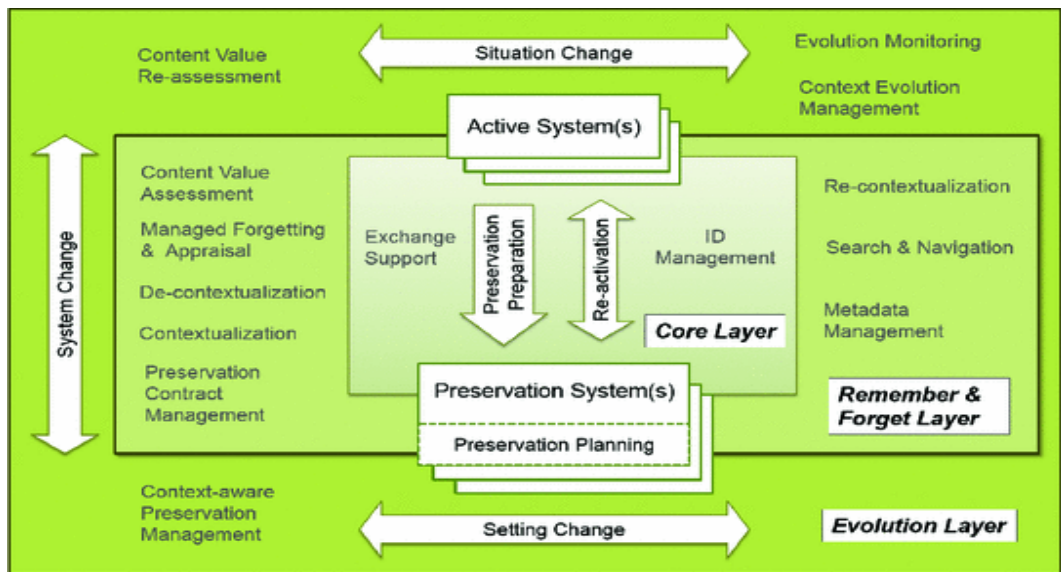 Content Value
Re-assessment
Situation Change
Evolution Monitoring
Context Evolution
Management
Active System(s)
System Change
Content Value
Assessment
Managed Forgetting
& Appraisal
De-contextualization
Contextualization
Preservation
Contract
Management
Exchange
Support
Preservation
Preparation
Re-activation
ID
Management
Core Layer
Re-contextualization
Search & Navigation
Metadata
Management
Remember &
Forget Layer
Preservation System(s)
Preservation Planning
Context-aware
Preservation
Management
Setting Change
Evolution Layer